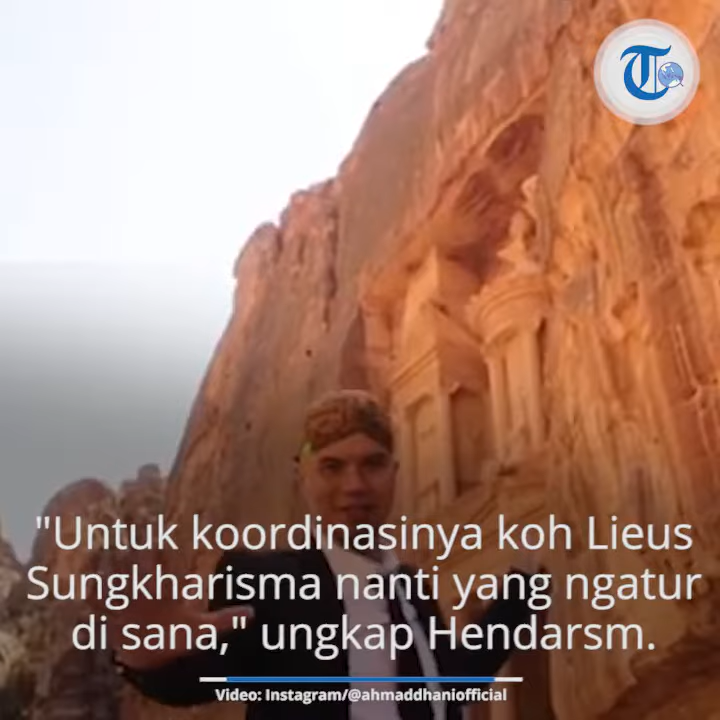 T
"Untuk koordinasinya koh Lieus
Sungkharisma nanti yang ngatur
di sana," ungkap Hendarsm.
Video: Instagram/@ahmaddhaniofficial